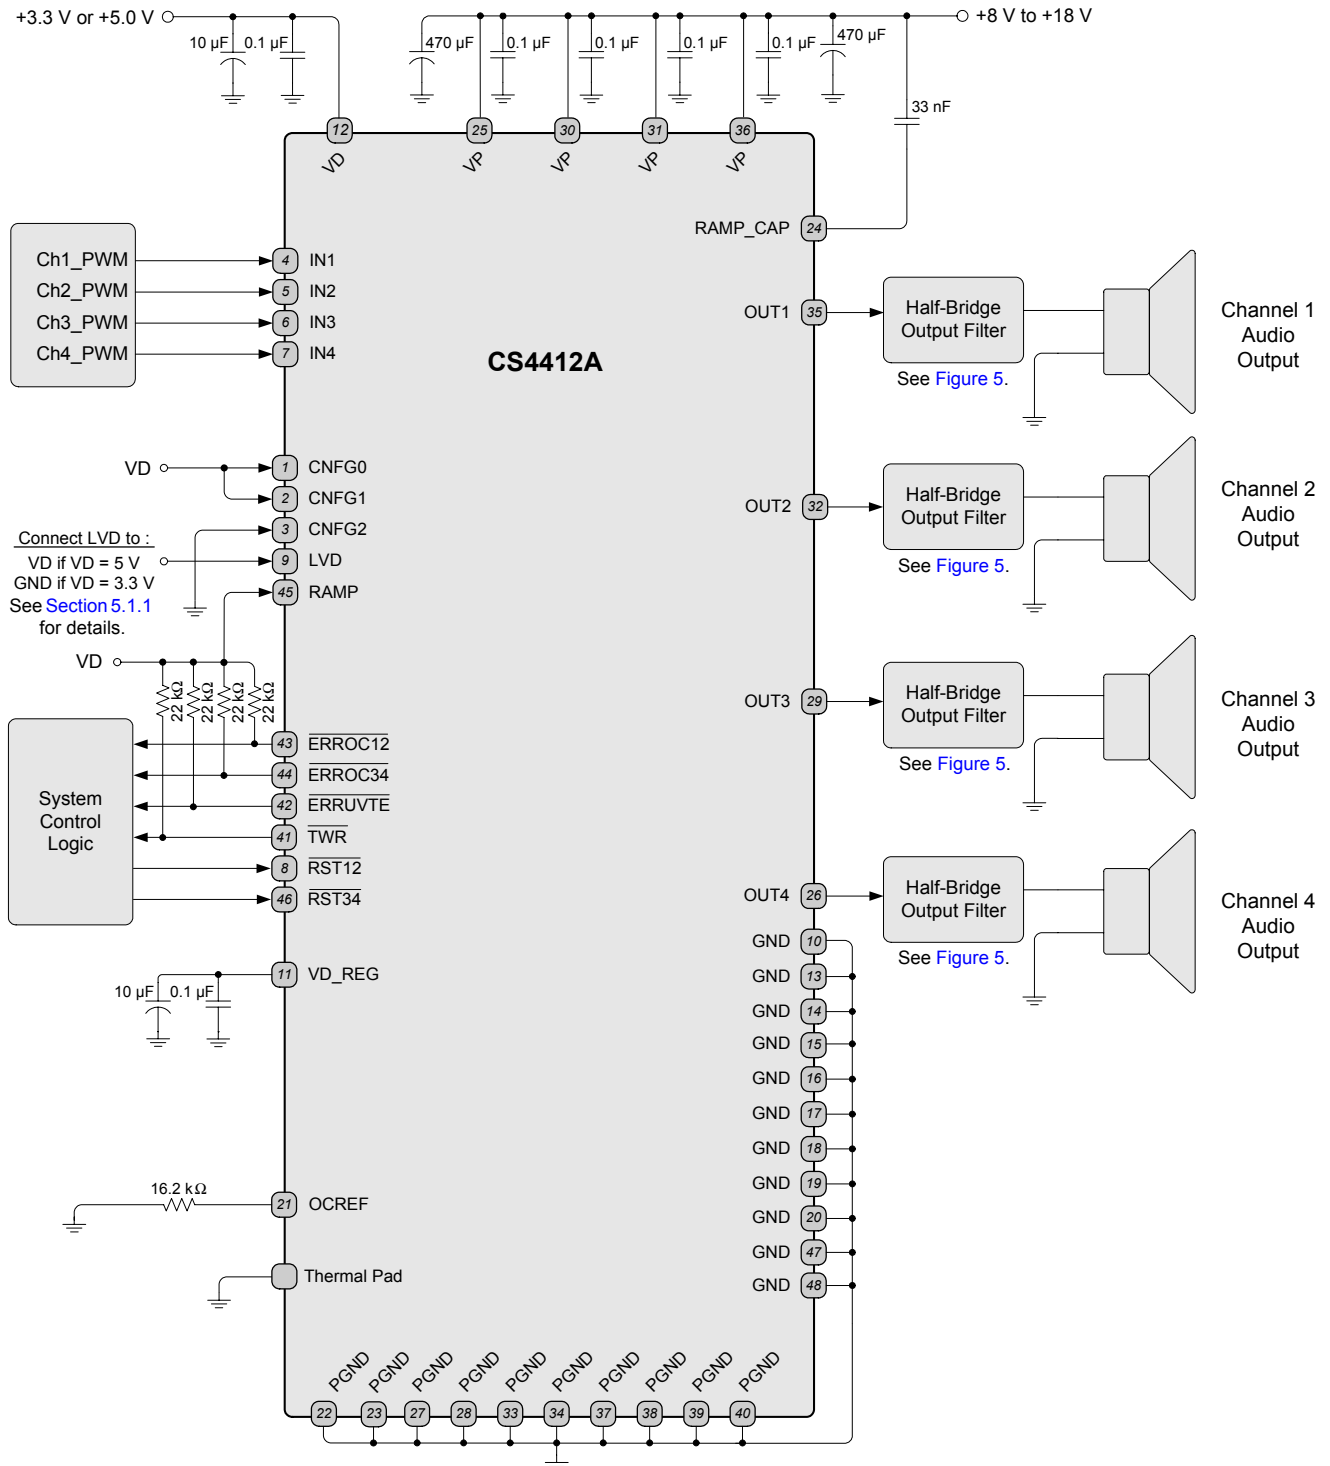 +3.3 V or +5.0 V
+8 V to +18 V
10 µF
0.1 µF
470 µF
0.1 µF
0.1 µF
0.1 µF
0.1 µF
470 µF
33 nF
12
25
30
31
36
VD
VP
VP
VP
VP
RAMP_CAP
24
Ch1_PWM
4
IN1
Ch2_PWM
5
IN2
Ch3_PWM
6
IN3
Ch4_PWM
7
IN4
CS4412A
OUT1
35
Half-Bridge
Output Filter
See Figure 5.
Channel 1
Audio
Output
VD
1
CNFG0
2
CNFG1
3
CNFG2
Connect LVD to :
VD if VD = 5 V
GND if VD = 3.3 V
See Section 5.1.1
for details.
9
LVD
45
RAMP
OUT2
32
Half-Bridge
Output Filter
See Figure 5.
Channel 2
Audio
Output
VD
22 kΩ
22 kΩ
22 kΩ
22 kΩ
OUT3
29
Half-Bridge
Output Filter
See Figure 5.
Channel 3
Audio
Output
System
Control
Logic
43
ERROC12
44
ERROC34
42
ERRUVTE
41
TWR
8
RST12
46
RST34
OUT4
26
Half-Bridge
Output Filter
See Figure 5.
Channel 4
Audio
Output
10 µF
0.1 µF
11
VD_REG
GND
10
GND
13
GND
14
GND
15
GND
16
GND
17
GND
18
GND
19
GND
20
GND
47
GND
48
16.2 kΩ
21
OCREF
Thermal Pad
PGND
PGND
PGND
PGND
PGND
PGND
PGND
PGND
PGND
PGND
22
23
27
28
33
34
37
38
39
40